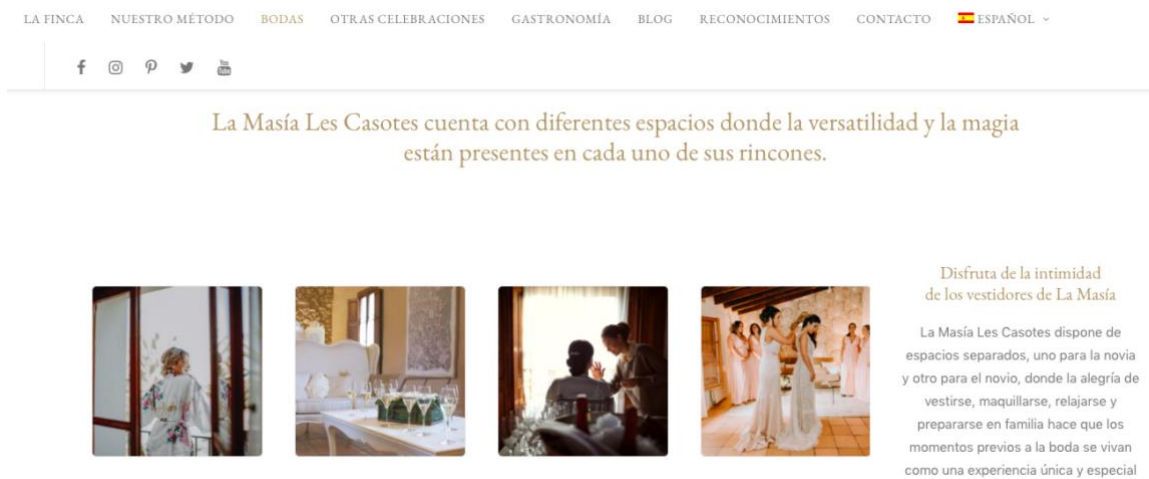 LA FINCA NUESTRO MÉTODO BODAS OTRAS CELEBRACIONES GASTRONOMÍA BLOG RECONOCIMIENTOS CONTACTO ESPAÑOL
You Tube
La Masía Les Casotes cuenta con diferentes espacios donde la versatilidad y la magia
están presentes en cada uno de sus rincones.
Disfruta de la intimidad
de los vestidores de La Masía
La Masía Les Casotes dispone de
espacios separados, uno para la novia
y otro para el novio, donde la alegría de
vestirse, maquillarse, relajarse y
prepararse en familia hace que los
momentos previos a la boda se vivan
como una experiencia única y especial